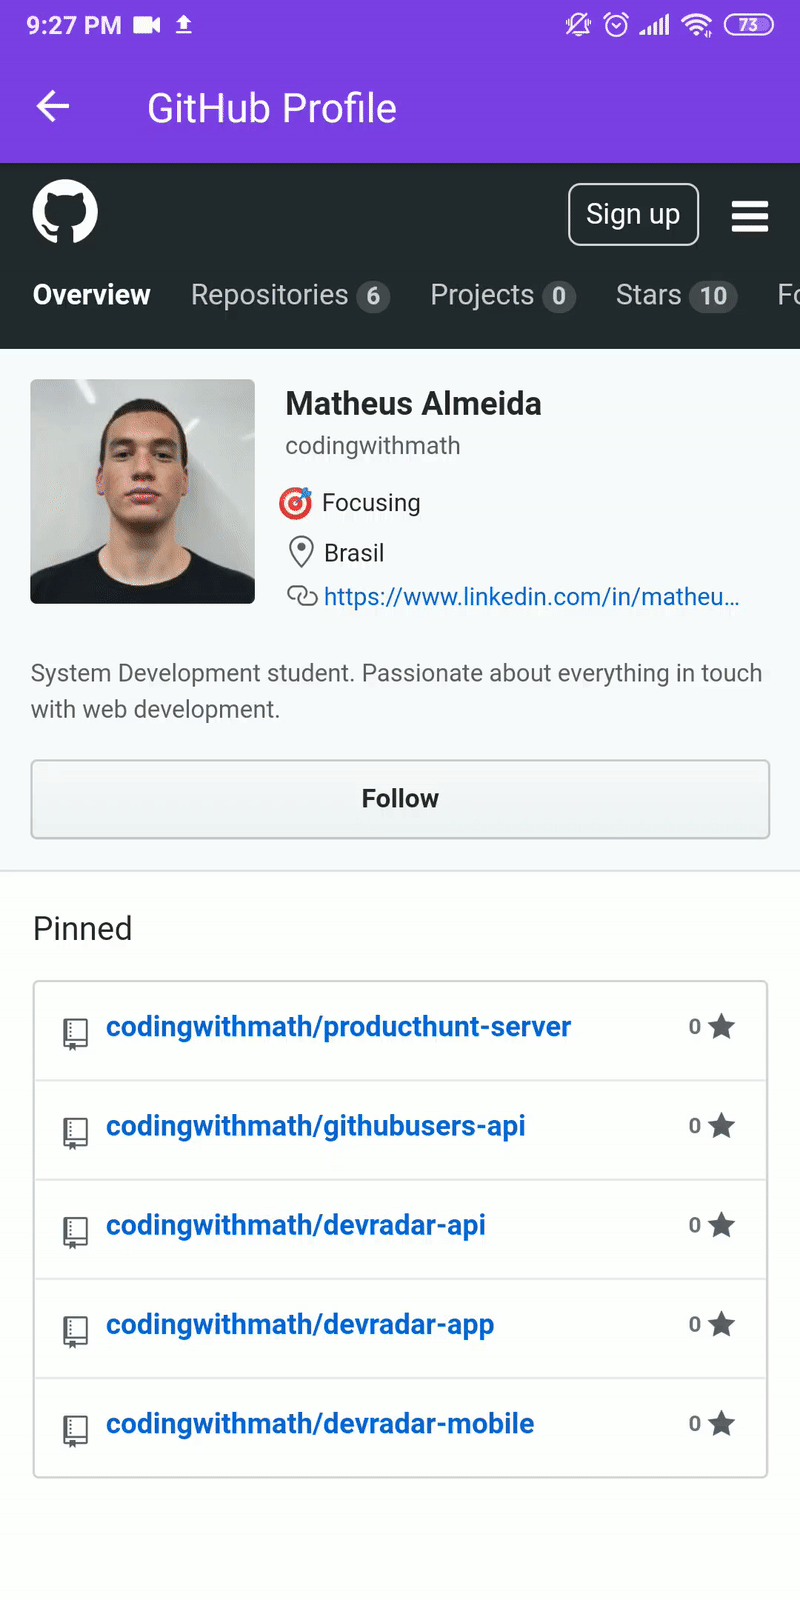 9:27 PM 73
GitHub Profile
Sign up
Overview Repositories 6 Projects 0 Stars 10 Fo
Matheus Almeida
codingwithmath
Focusing
Brasil
https://www.linkedin.com/in/matheu...
System Development student. Passionate about everything in touch
with web development.
Follow
Pinned
codingwithmath/producthunt-server 0
codingwithmath/githubusers-api 0
codingwithmath/devradar-api 0
codingwithmath/devradar-app 0
codingwithmath/devradar-mobile 0